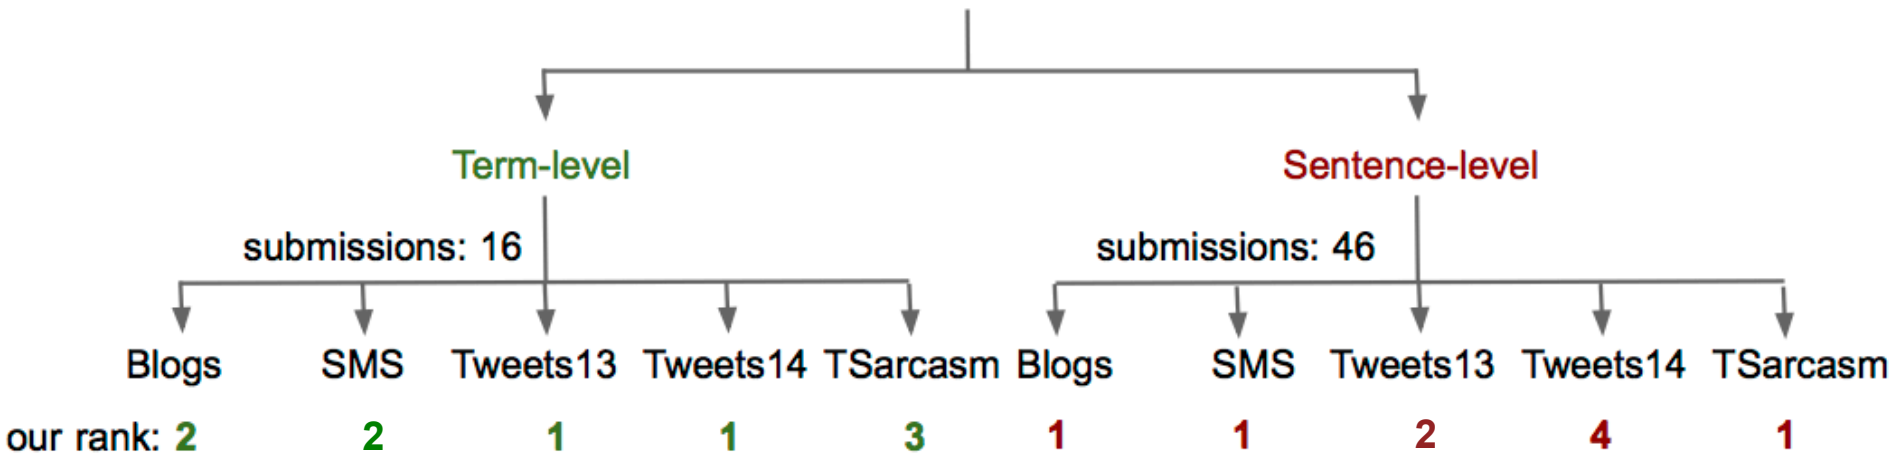 Term-level Sentence-level
submissions: 16 submissions: 46
Blogs SMS Tweets13 Tweets14 TSarcasm Blogs SMS Tweets13 Tweets14 TSarcasm
our rank: 2 2 1 1 3 1 1 2 4 1